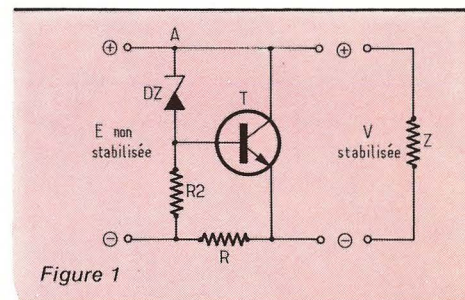 A
⊕ ⊕ ⊕
DZ
T
E non
stabilisée
V
stabilisée
Z
R2
⊖ ⊖ ⊖
R
Figure 1